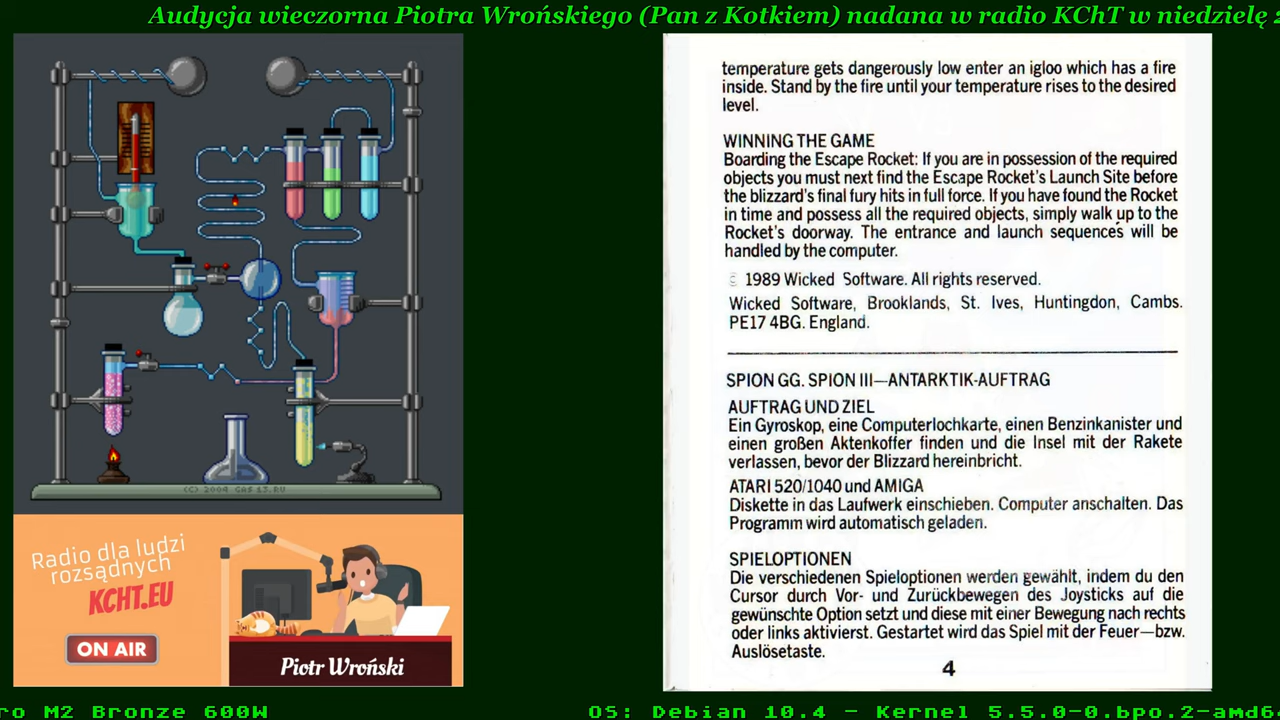 Audycja wieczorna Piotra Wrońskiego (Pan z Kotkiem) nadana w radio KChT w niedzielę
(C) 2004 GAS 13.RU
Radio dla ludzi
rozsądnych
KCHT.EU
ON AIR
Piotr Wroński
temperature gets dangerously low enter an igloo which has a fire
inside. Stand by the fire until your temperature rises to the desired
level.
WINNING THE GAME
Boarding the Escape Rocket: If you are in possession of the required
objects you must next find the Escape Rocket's Launch Site before
the blizzard's final fury hits in full force. If you have found the Rocket
in time and possess all the required objects, simply walk up to the
Rocket's doorway. The entrance and launch sequences will be
handled by the computer.
© 1989 Wicked Software. All rights reserved.
Wicked Software, Brooklands, St. Ives, Huntingdon, Cambs.
PE17 4BG. England.
SPION GG. SPION III—ANTARKTIK-AUFTRAG
AUFTRAG UND ZIEL
Ein Gyroskop, eine Computerlochkarte, einen Benzinkanister und
einen großen Aktenkoffer finden und die Insel mit der Rakete
verlassen, bevor der Blizzard hereinbricht.
ATARI 520/1040 und AMIGA
Diskette in das Laufwerk einschieben. Computer anschalten. Das
Programm wird automatisch geladen.
SPIELOPTIONEN
Die verschiedenen Spieloptionen werden gewählt, indem du den
Cursor durch Vor- und Zurückbewegen des Joysticks auf die
gewünschte Option setzt und diese mit einer Bewegung nach rechts
oder links aktivierst. Gestartet wird das Spiel mit der Feuer—bzw.
Auslösetaste.
4
ro M2 Bronze 600W OS: Debian 10.4 - Kernel 5.5.0-0.bpo.2-amd6